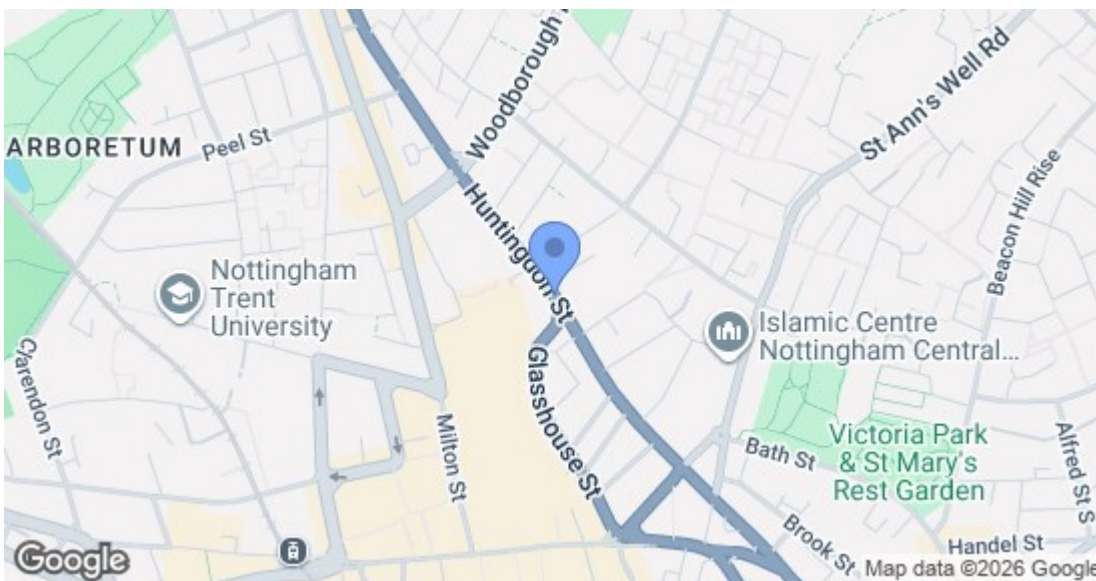 Woodborough
St Ann's Well Rd
ARBORETUM
Peel St
Beacon Hill Rise
Huntingdon St
Nottingham
Trent
University
Islamic Centre
Nottingham Central...
Clarendon St
Glasshouse St
Milton St
Victoria Park
& St Mary's
Rest Garden
Bath St
Alfred St S
Brook St
Handel St
Google
Map data ©2026 Google